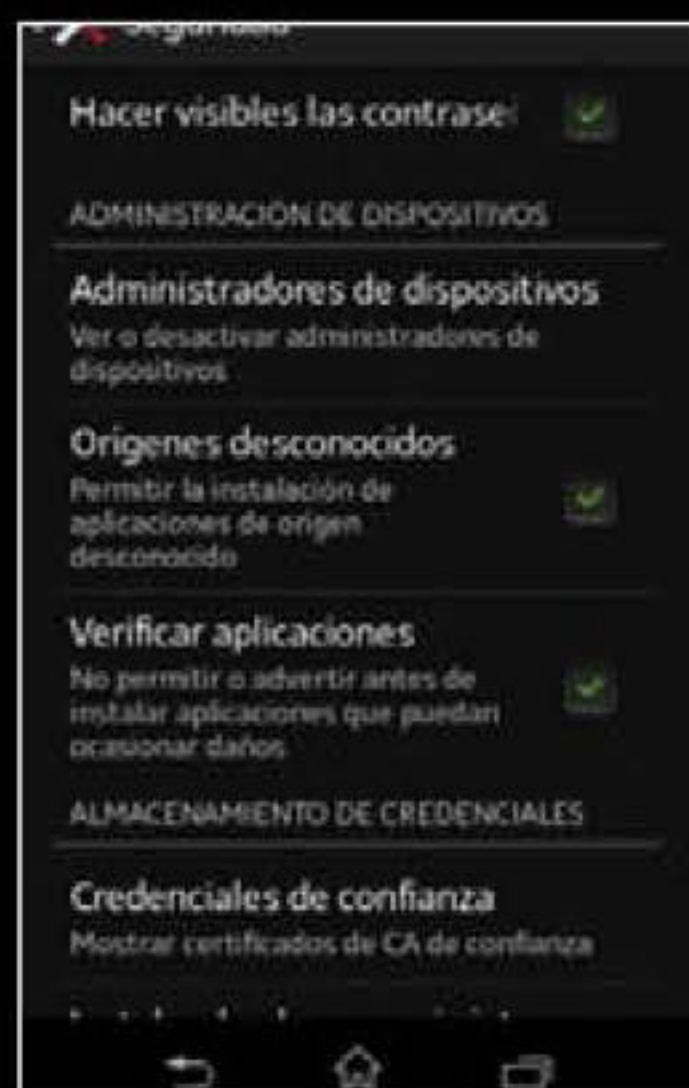 Seguridad
Hacer visibles las contrase
ADMINISTRACIÓN DE DISPOSITIVOS
Administradores de dispositivos
Ver o desactivar administradores de
dispositivos
Orígenes desconocidos
Permitir la instalación de
aplicaciones de origen
desconocido
Verificar aplicaciones
No permitir o advertir antes de
instalar aplicaciones que puedan
ocasionar daños
ALMACENAMIENTO DE CREDENCIALES
Credenciales de confianza
Mostrar certificados de CA de confianza